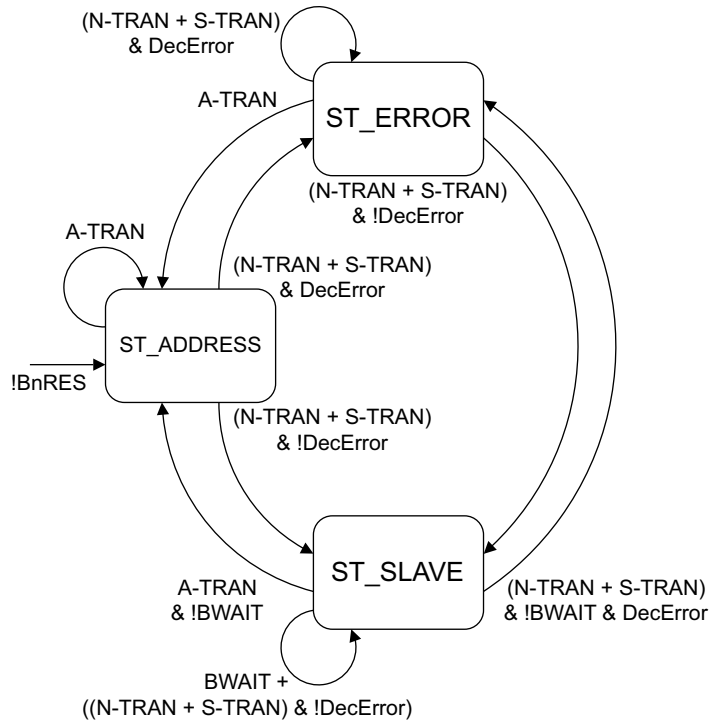 (N-TRAN + S-TRAN)
& DecError
A-TRAN
ST_ERROR
(N-TRAN + S-TRAN)
& !DecError
A-TRAN
(N-TRAN + S-TRAN)
& DecError
ST_ADDRESS
!BnRES
(N-TRAN + S-TRAN)
& !DecError
ST_SLAVE
A-TRAN
& !BWAIT
(N-TRAN + S-TRAN)
& !BWAIT & DecError
BWAIT +
((N-TRAN + S-TRAN) & !DecError)